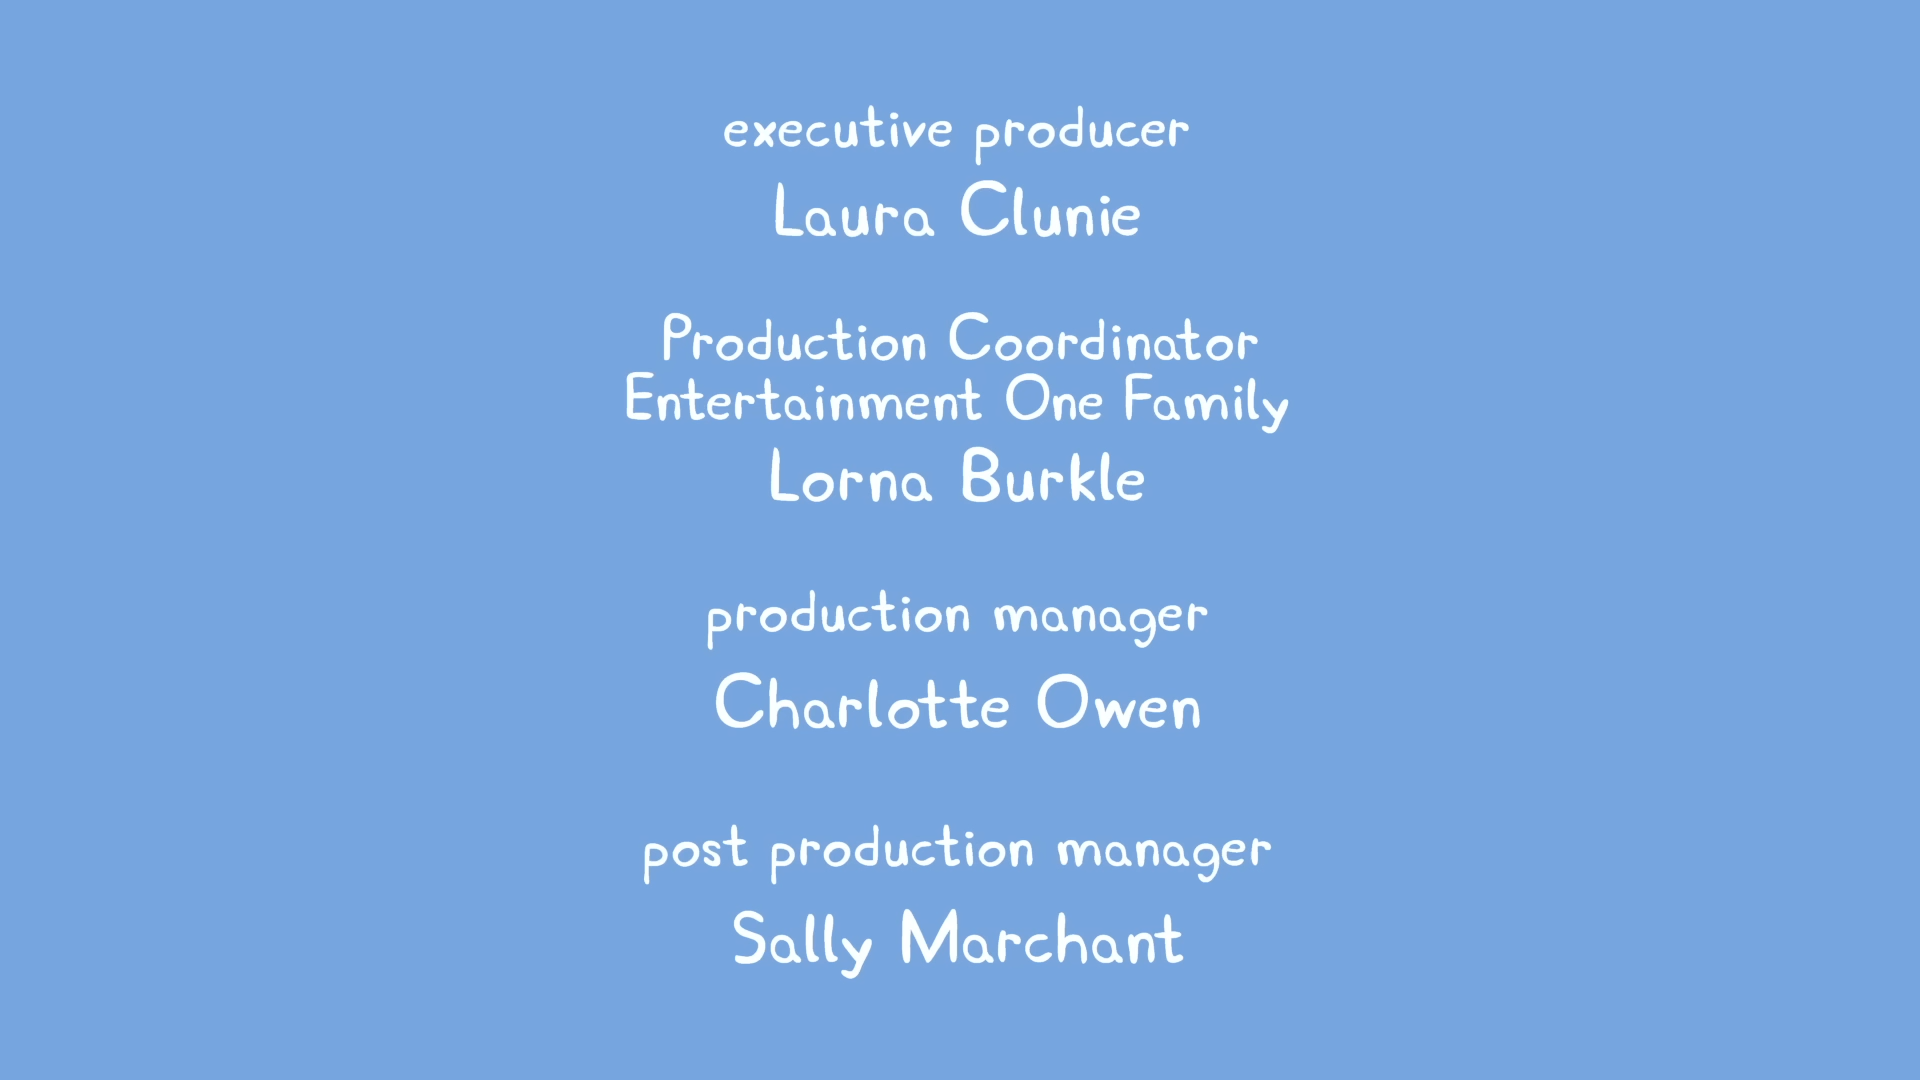 executive producer
Laura Clunie
Production Coordinator
Entertainment One Family
Lorna Burkle
production manager
Charlotte Owen
post production manager
Sally Marchant